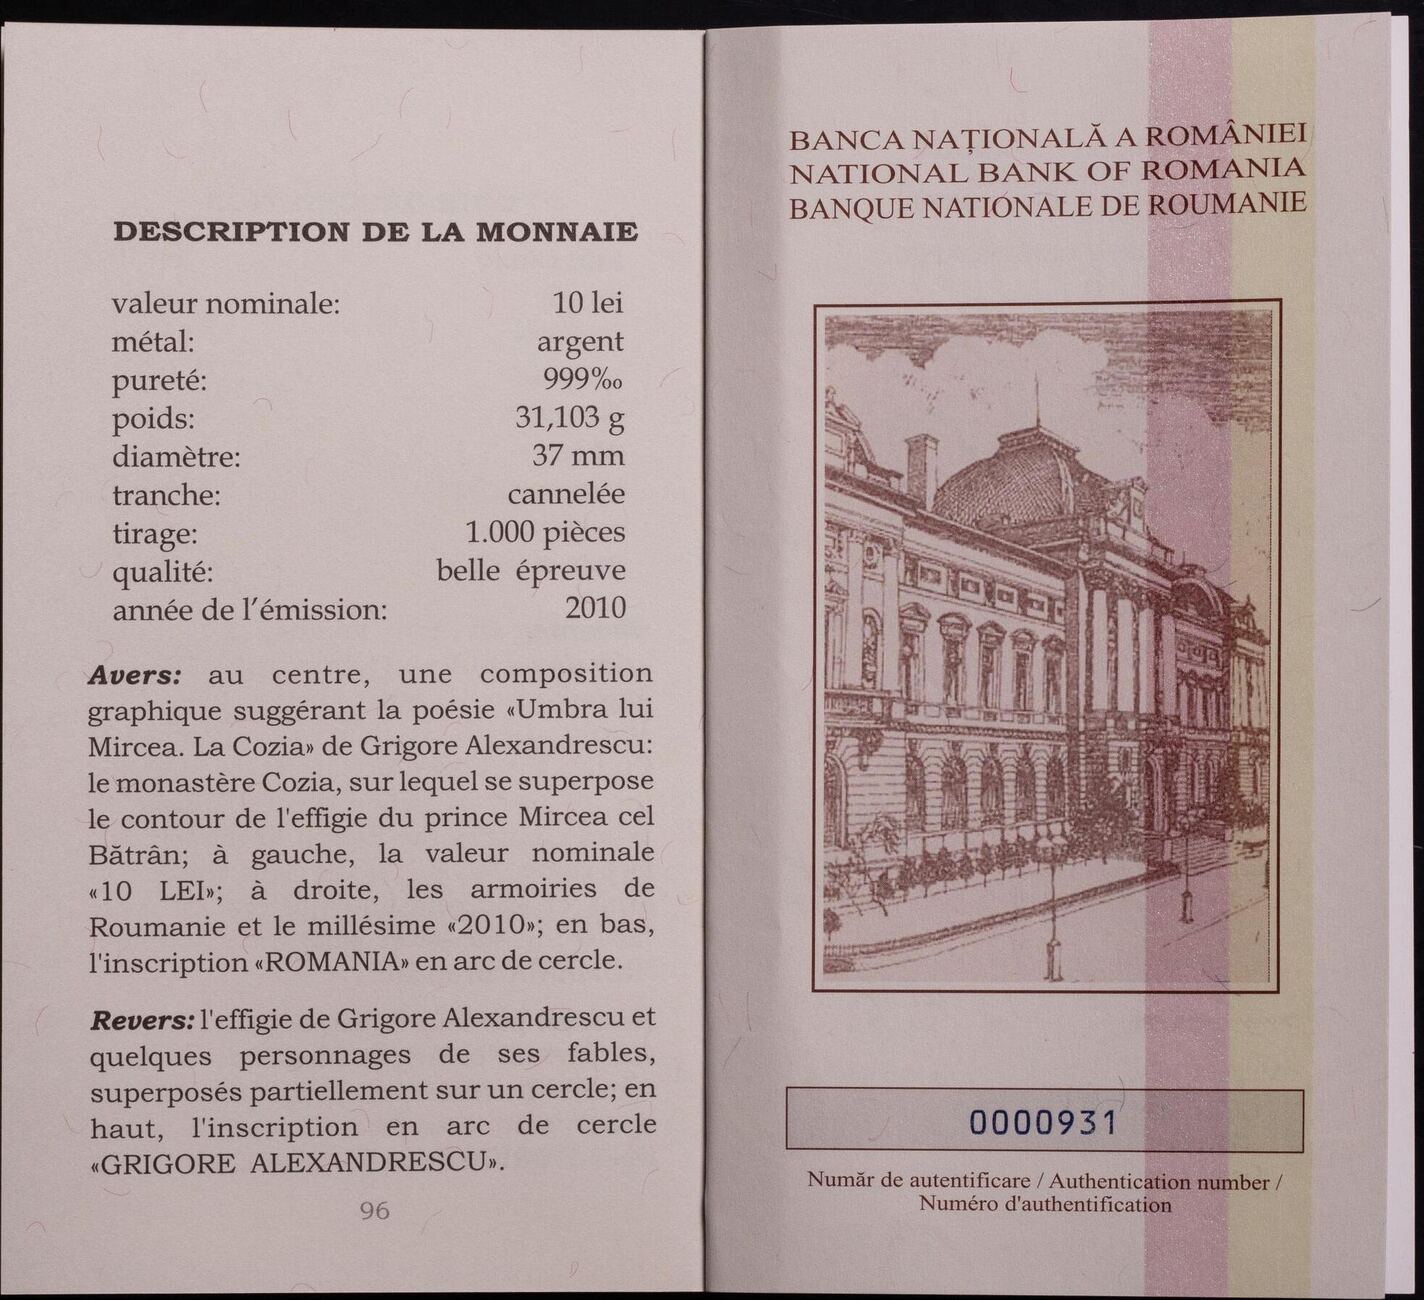 DESCRIPTION DE LA MONNAIE
valeur nominale: 10 lei
métal: argent
pureté: 999‰
poids: 31,103 g
diamètre: 37 mm
tranche: cannelée
tirage: 1.000 pièces
qualité: belle épreuve
année de l'émission: 2010
Avers: au centre, une composition
graphique suggérant la poésie «Umbra lui
Mircea. La Cozia» de Grigore Alexandrescu:
le monastère Cozia, sur lequel se superpose
le contour de l'effigie du prince Mircea cel
Bătrân; à gauche, la valeur nominale
«10 LEI»; à droite, les armoiries de
Roumanie et le millésime «2010»; en bas,
l'inscription «ROMANIA» en arc de cercle.
Revers: l'effigie de Grigore Alexandrescu et
quelques personnages de ses fables,
superposés partiellement sur un cercle; en
haut, l'inscription en arc de cercle
«GRIGORE ALEXANDRESCU».
96
BANCA NAȚIONALĂ A ROMÂNIEI
NATIONAL BANK OF ROMANIA
BANQUE NATIONALE DE ROUMANIE
0000931
Număr de autentificare / Authentication number /
Numéro d'authentification